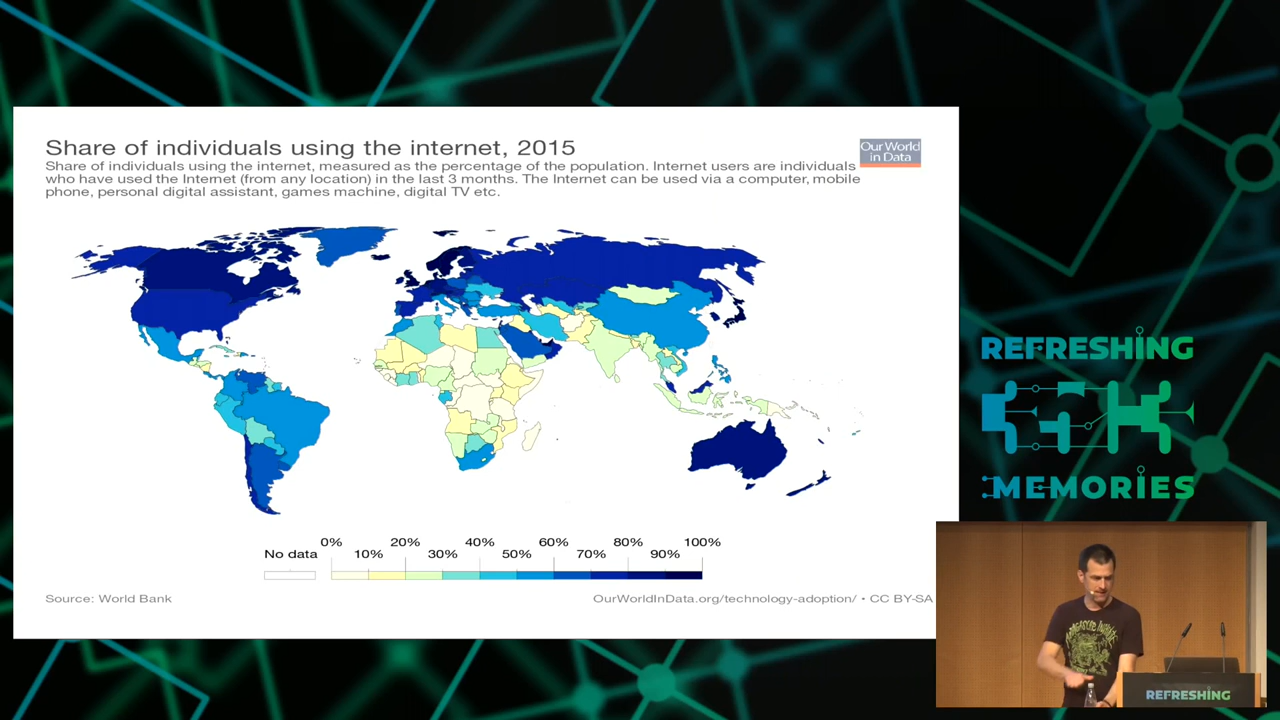 Share of individuals using the internet, 2015
Share of individuals using the internet, measured as the percentage of the population. Internet users are individuals
who have used the Internet (from any location) in the last 3 months. The Internet can be used via a computer, mobile
phone, personal digital assistant, games machine, digital TV etc.
Our World
in Data
0% 20% 40% 60% 80% 100%
No data 10% 30% 50% 70% 90%
Source: World Bank
OurWorldInData.org/technology-adoption/ • CC BY-SA
REFRESHING
MEMORIES
REFRESHING